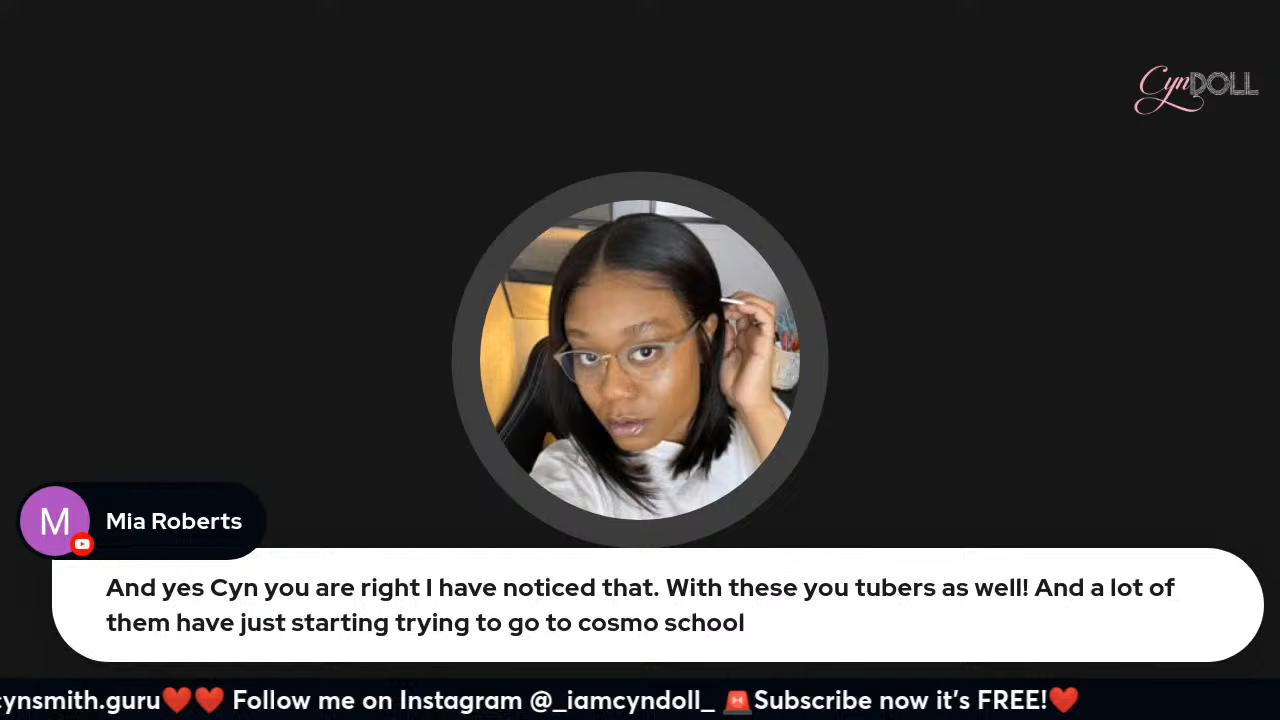 CynDOLL
M
Mia Roberts
And yes Cyn you are right I have noticed that. With these you tubers as well! And a lot of
them have just starting trying to go to cosmo school
cynsmith.guru❤️❤️ Follow me on Instagram @_iamcyndoll_ 🚨Subscribe now it's FREE!❤️